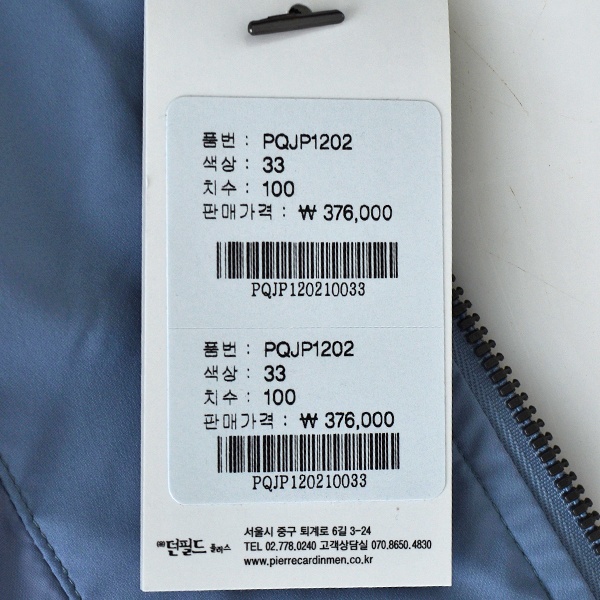 품번 : PQJP1202
색상 : 33
치수 : 100
판매가격 : ₩ 376,000
PQJP120210033
품번 : PQJP1202
색상 : 33
치수 : 100
판매가격 : ₩ 376,000
PQJP120210033
서울시 중구 퇴계로 6길 3-24
㈜던필드 플러스 TEL 02.778.0240 고객상담실 070.8650.4830
www.pierrecardinmen.co.kr